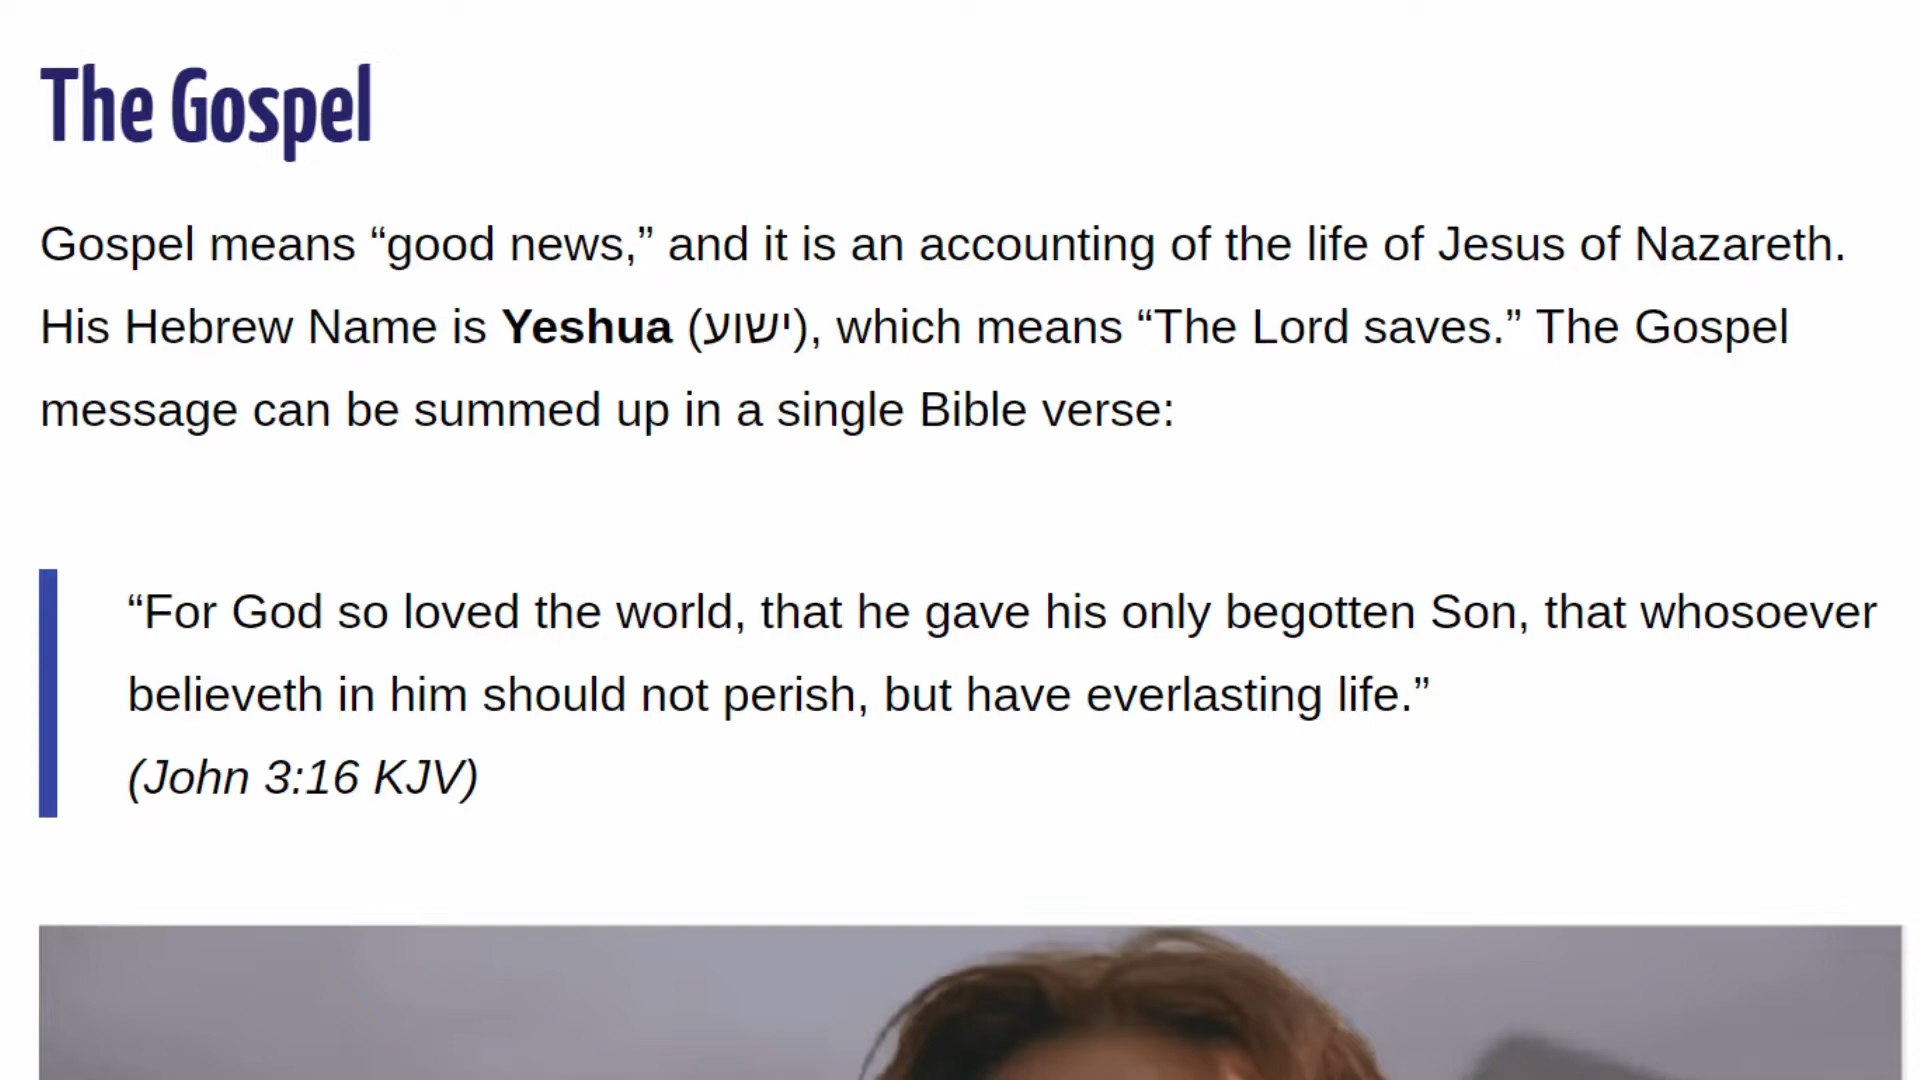 The Gospel
Gospel means “good news,” and it is an accounting of the life of Jesus of Nazareth.
His Hebrew Name is Yeshua (ישוע), which means “The Lord saves.” The Gospel
message can be summed up in a single Bible verse:
“For God so loved the world, that he gave his only begotten Son, that whosoever
believeth in him should not perish, but have everlasting life.”
(John 3:16 KJV)